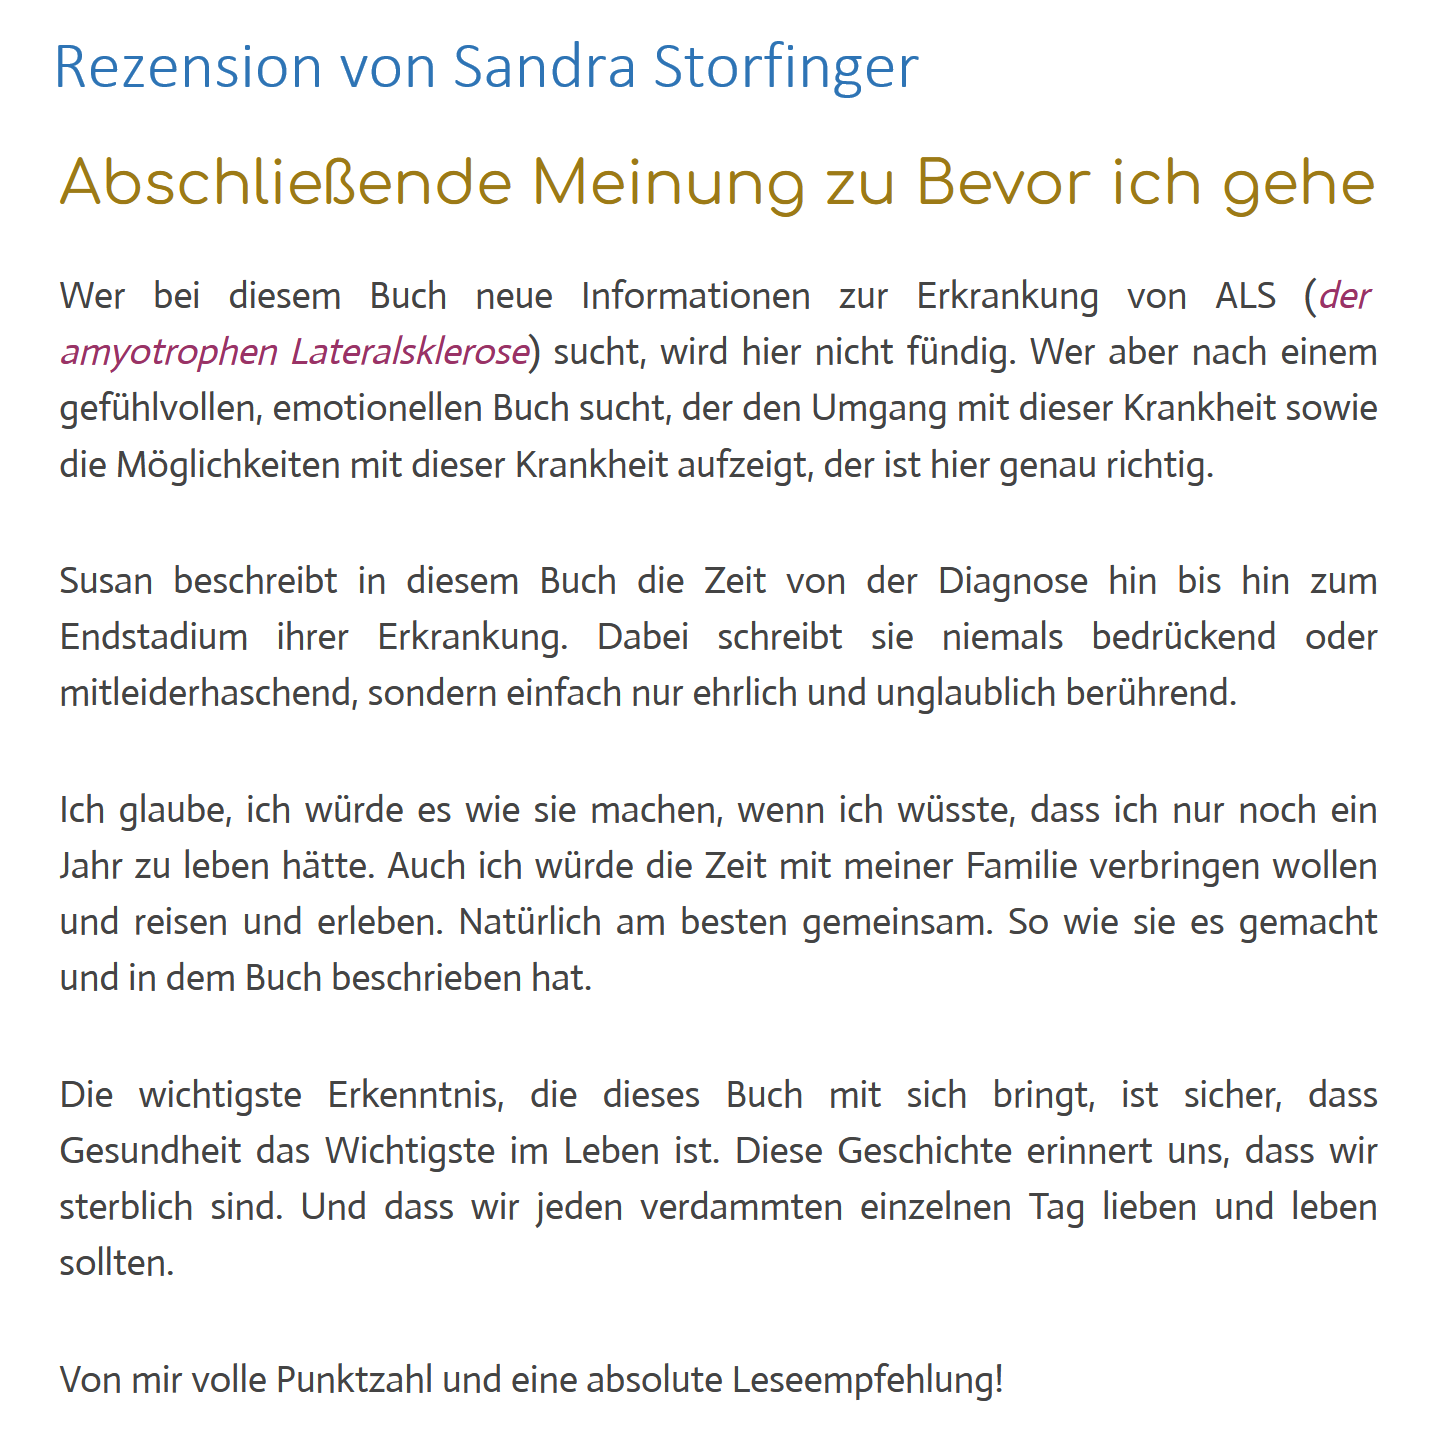 Rezension von Sandra Storfinger
Abschließende Meinung zu Bevor ich gehe
Wer bei diesem Buch neue Informationen zur Erkrankung von ALS (der
amyotrophen Lateralsklerose) sucht, wird hier nicht fündig. Wer aber nach einem
gefühlvollen, emotionellen Buch sucht, der den Umgang mit dieser Krankheit sowie
die Möglichkeiten mit dieser Krankheit aufzeigt, der ist hier genau richtig.
Susan beschreibt in diesem Buch die Zeit von der Diagnose hin bis hin zum
Endstadium ihrer Erkrankung. Dabei schreibt sie niemals bedrückend oder
mitleiderhaschend, sondern einfach nur ehrlich und unglaublich berührend.
Ich glaube, ich würde es wie sie machen, wenn ich wüsste, dass ich nur noch ein
Jahr zu leben hätte. Auch ich würde die Zeit mit meiner Familie verbringen wollen
und reisen und erleben. Natürlich am besten gemeinsam. So wie sie es gemacht
und in dem Buch beschrieben hat.
Die wichtigste Erkenntnis, die dieses Buch mit sich bringt, ist sicher, dass
Gesundheit das Wichtigste im Leben ist. Diese Geschichte erinnert uns, dass wir
sterblich sind. Und dass wir jeden verdammten einzelnen Tag lieben und leben
sollten.
Von mir volle Punktzahl und eine absolute Leseempfehlung!